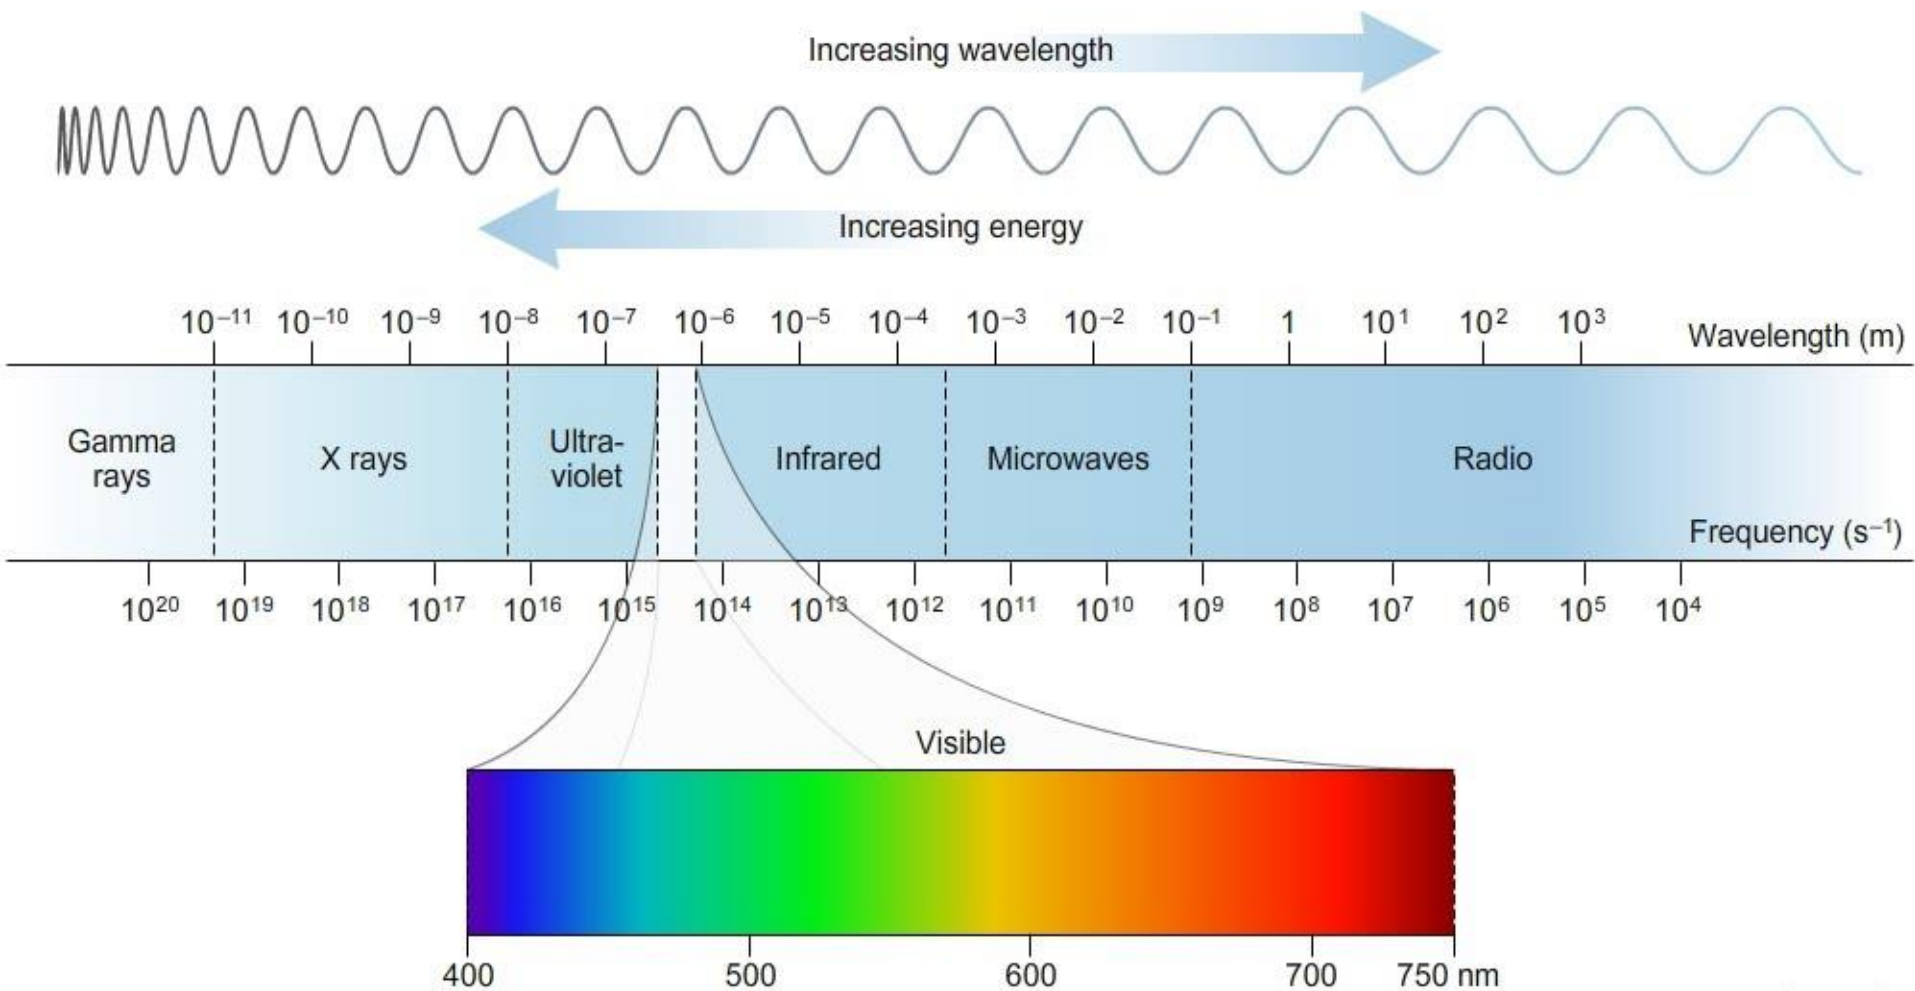 Increasing wavelength
Increasing energy
10⁻¹¹ 10⁻¹⁰ 10⁻⁹ 10⁻⁸ 10⁻⁷ 10⁻⁶ 10⁻⁵ 10⁻⁴ 10⁻³ 10⁻² 10⁻¹ 1 10¹ 10² 10³ Wavelength (m)
Gamma
rays
X rays
Ultra-
violet
Infrared
Microwaves
Radio
Frequency (s⁻¹)
10²⁰ 10¹⁹ 10¹⁸ 10¹⁷ 10¹⁶ 10¹⁵ 10¹⁴ 10¹³ 10¹² 10¹¹ 10¹⁰ 10⁹ 10⁸ 10⁷ 10⁶ 10⁵ 10⁴
Visible
400 500 600 700 750 nm